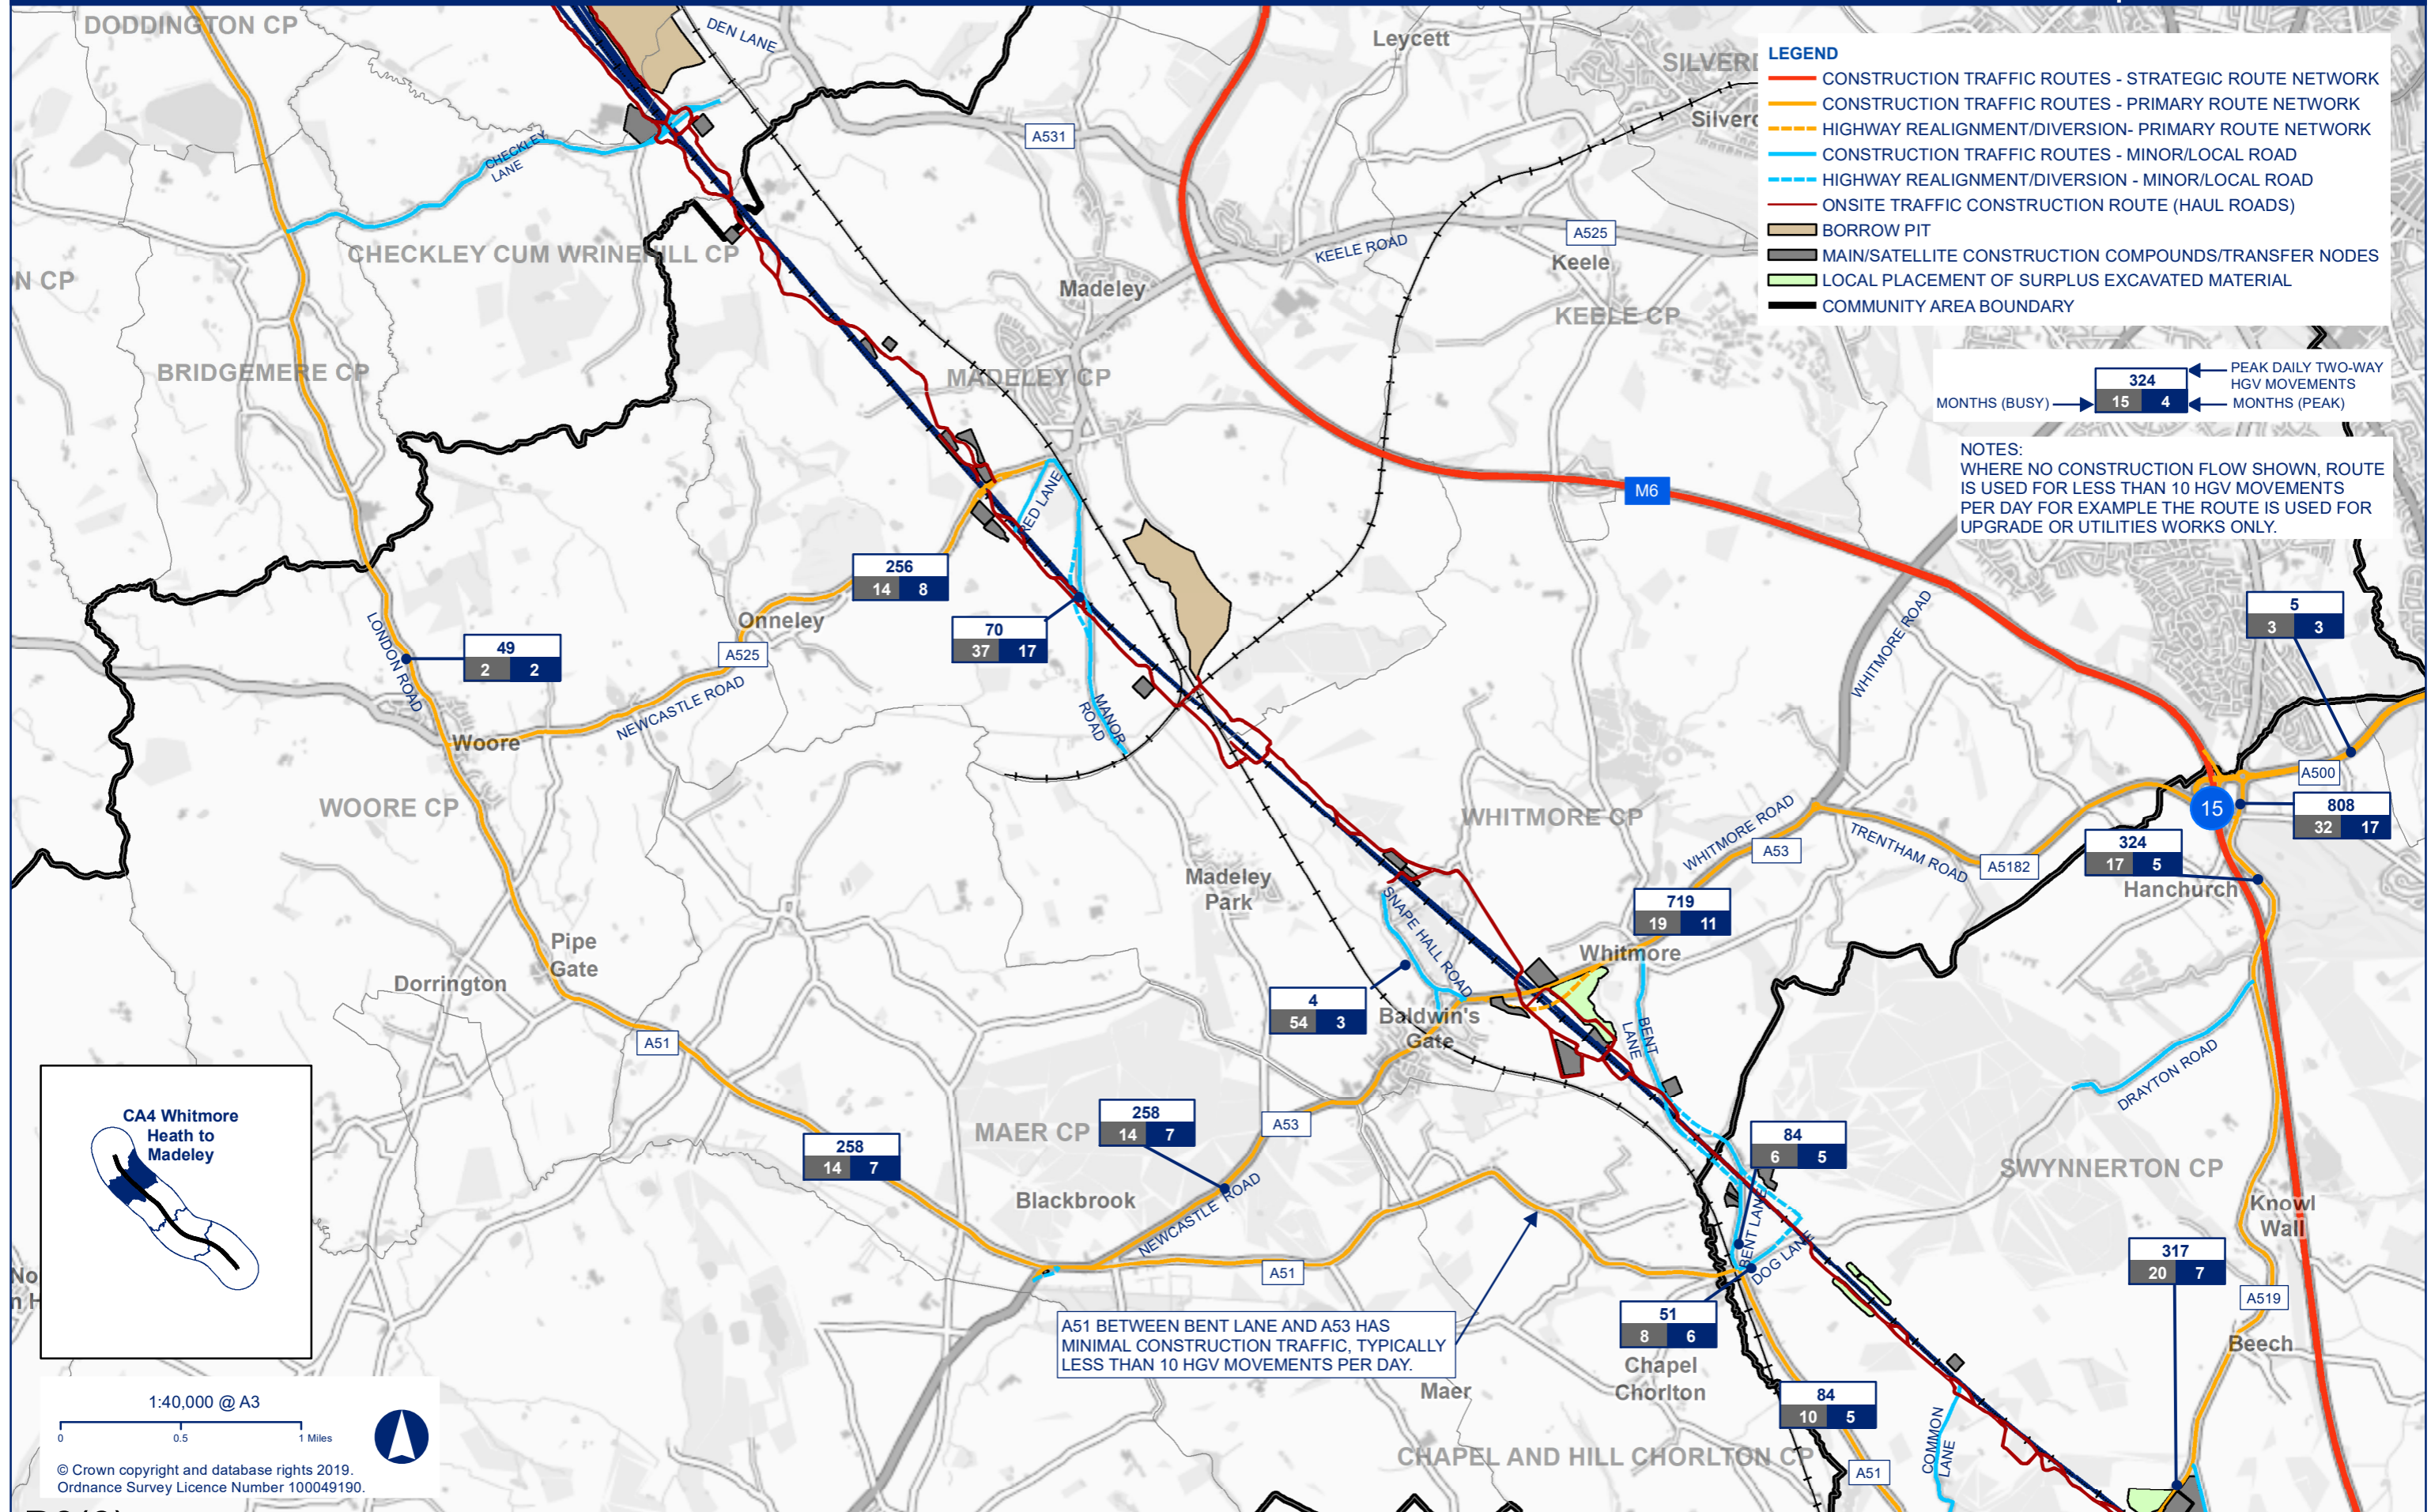 DODDINGTON CP
DEN LANE
Leycett
LEGEND
CONSTRUCTION TRAFFIC ROUTES - STRATEGIC ROUTE NETWORK
CONSTRUCTION TRAFFIC ROUTES - PRIMARY ROUTE NETWORK
HIGHWAY REALIGNMENT/DIVERSION- PRIMARY ROUTE NETWORK
CONSTRUCTION TRAFFIC ROUTES - MINOR/LOCAL ROAD
HIGHWAY REALIGNMENT/DIVERSION - MINOR/LOCAL ROAD
ONSITE TRAFFIC CONSTRUCTION ROUTE (HAUL ROADS)
BORROW PIT
MAIN/SATELLITE CONSTRUCTION COMPOUNDS/TRANSFER NODES
LOCAL PLACEMENT OF SURPLUS EXCAVATED MATERIAL
COMMUNITY AREA BOUNDARY
324
15 4
PEAK DAILY TWO-WAY
HGV MOVEMENTS
MONTHS (BUSY)
MONTHS (PEAK)
NOTES:
WHERE NO CONSTRUCTION FLOW SHOWN, ROUTE
IS USED FOR LESS THAN 10 HGV MOVEMENTS
PER DAY FOR EXAMPLE THE ROUTE IS USED FOR
UPGRADE OR UTILITIES WORKS ONLY.
SILVERD
Silverd
A531
CHECKLEY
LANE
CHECKLEY CUM WRINEHILL CP
N CP
KEELE ROAD
A525
Keele
Madeley
KEELE CP
BRIDGEMERE CP
MADELEY CP
RED LANE
M6
256
14 8
70
37 17
5
3 3
Onneley
LONDON ROAD
49
2 2
A525
NEWCASTLE ROAD
MANOR
ROAD
WHITMORE ROAD
Woore
WOORE CP
A500
15
808
32 17
WHITMORE CP
WHITMORE ROAD
A53
TRENTHAM ROAD
A5182
324
17 5
Hanchurch
Madeley
Park
SNAPE HALL ROAD
719
19 11
Whitmore
Pipe
Gate
Dorrington
4
54 3
Baldwin's
Gate
BENT
LANE
A51
DRAYTON ROAD
CA4 Whitmore
Heath to
Madeley
MAER CP
258
14 7
A53
258
14 7
84
6 5
SWYNNERTON CP
Blackbrook
NEWCASTLE ROAD
Knowl
Wall
BENT LANE
DOG LANE
317
20 7
A51
A519
No
n H
51
8 6
A51 BETWEEN BENT LANE AND A53 HAS
MINIMAL CONSTRUCTION TRAFFIC, TYPICALLY
LESS THAN 10 HGV MOVEMENTS PER DAY.
Beech
Chapel
Chorlton
Maer
84
10 5
CHAPEL AND HILL CHORLTON CP
A51
COMMON
LANE
1:40,000 @ A3
0 0.5 1 Miles
© Crown copyright and database rights 2019.
Ordnance Survey Licence Number 100049190.